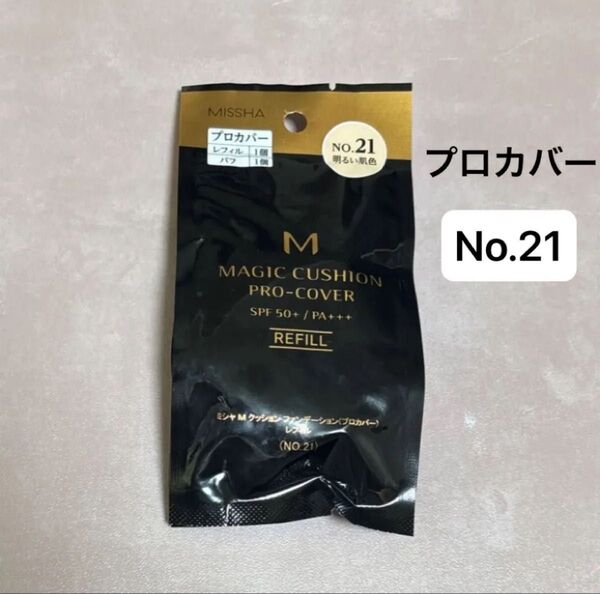 MISSHA
プロカバー
レフィル 1個
パフ 1個
NO.21
明るい肌色
プロカバー
No.21
M
MAGIC CUSHION
PRO-COVER
SPF 50+ / PA+++
REFILL
ミシャ M クッション ファンデーション(プロカバー)
レフィル
(NO.21)